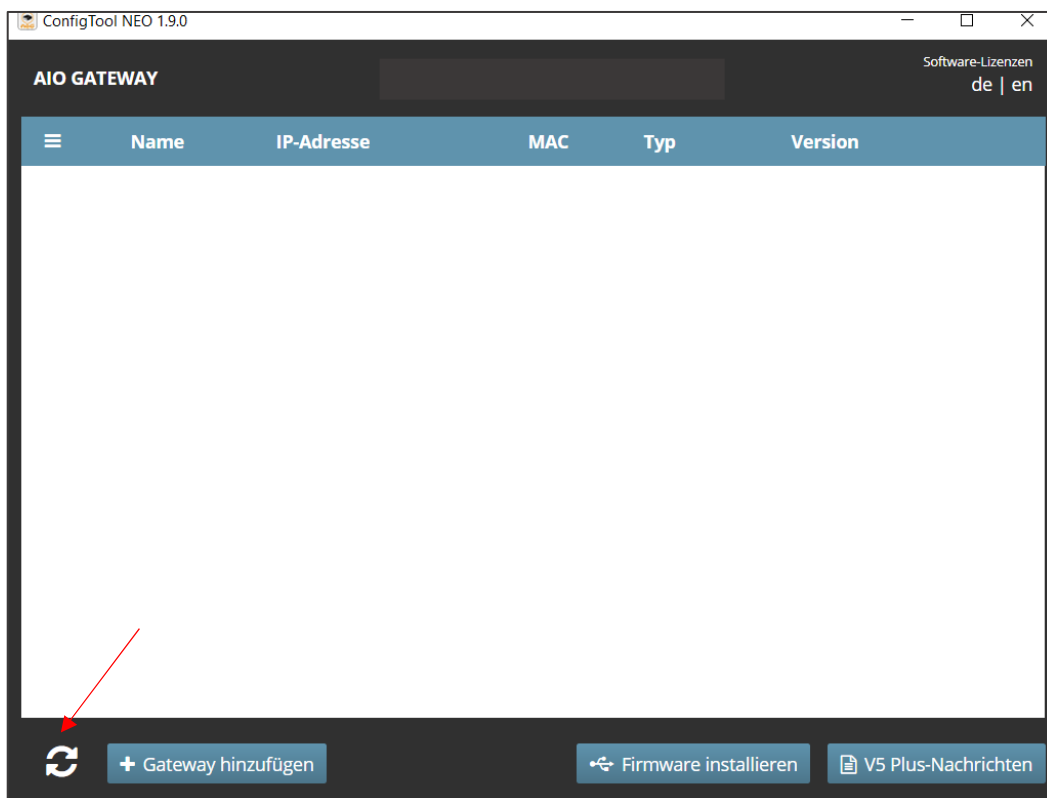 ConfigTool NEO 1.9.0
Software-Lizenzen
AIO GATEWAY
de | en
Name IP-Adresse MAC Typ Version
Gateway hinzufügen Firmware installieren V5 Plus-Nachrichten